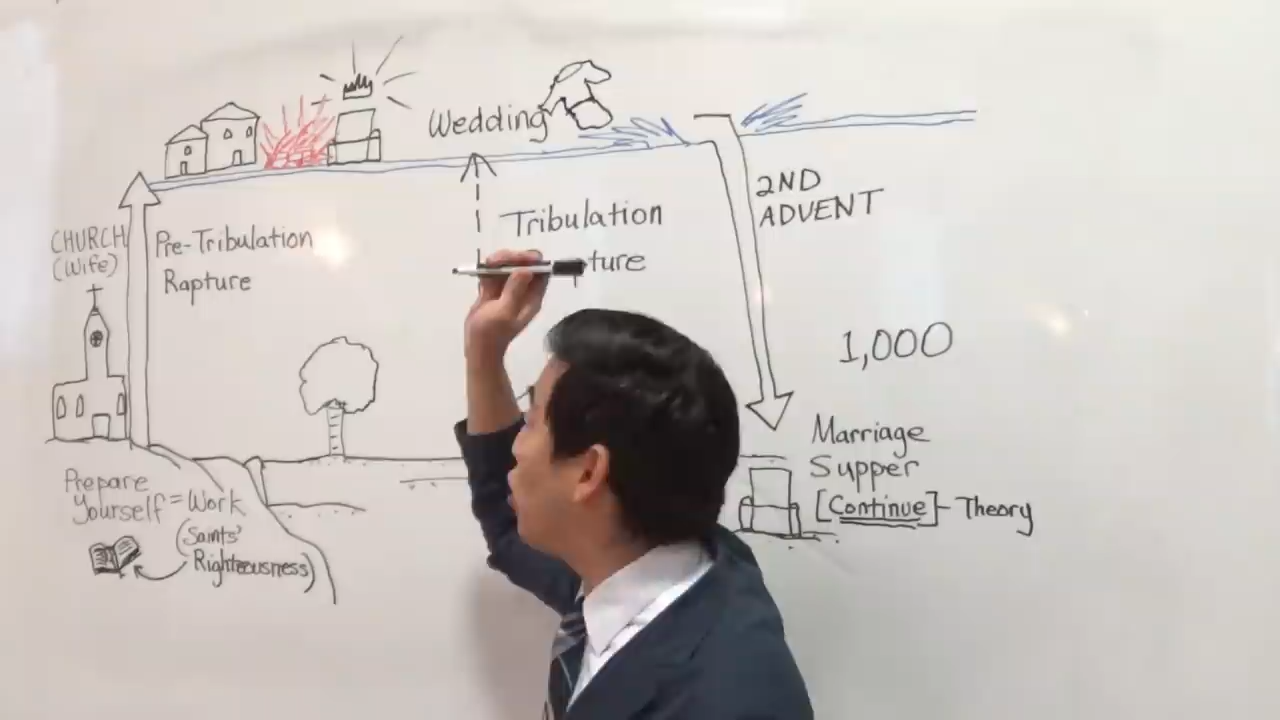 Wedding
CHURCH
(Wife)
Pre-Tribulation
Rapture
Tribulation
ture
2ND
ADVENT
1,000
Marriage
Supper
[Continue] - Theory
Prepare
Yourself = Work
(Saints'
Righteousness)